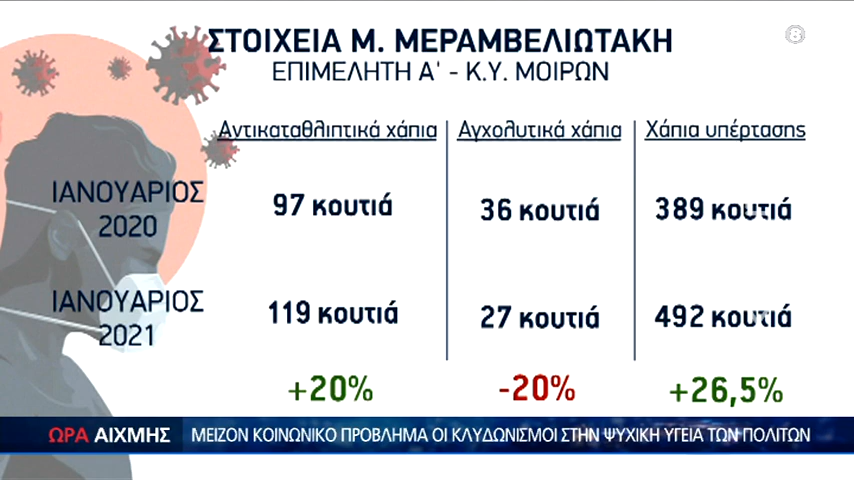 ΣΤΟΙΧΕΙΑ Μ. ΜΕΡΑΜΒΕΛΙΩΤΑΚΗ
ΕΠΙΜΕΛΗΤΗ Α' - Κ.Υ. ΜΟΙΡΩΝ
Αντικαταθλιπτικά χάπια Αγχολυτικά χάπια Χάπια υπέρτασης
ΙΑΝΟΥΑΡΙΟΣ 2020 97 κουτιά 36 κουτιά 389 κουτιά
ΙΑΝΟΥΑΡΙΟΣ 2021 119 κουτιά 27 κουτιά 492 κουτιά
+20% -20% +26,5%
ΩΡΑ ΑΙΧΜΗΣ ΜΕΙΖΟΝ ΚΟΙΝΩΝΙΚΟ ΠΡΟΒΛΗΜΑ ΟΙ ΚΛΥΔΩΝΙΣΜΟΙ ΣΤΗΝ ΨΥΧΙΚΗ ΥΓΕΙΑ ΤΩΝ ΠΟΛΙΤΩΝ